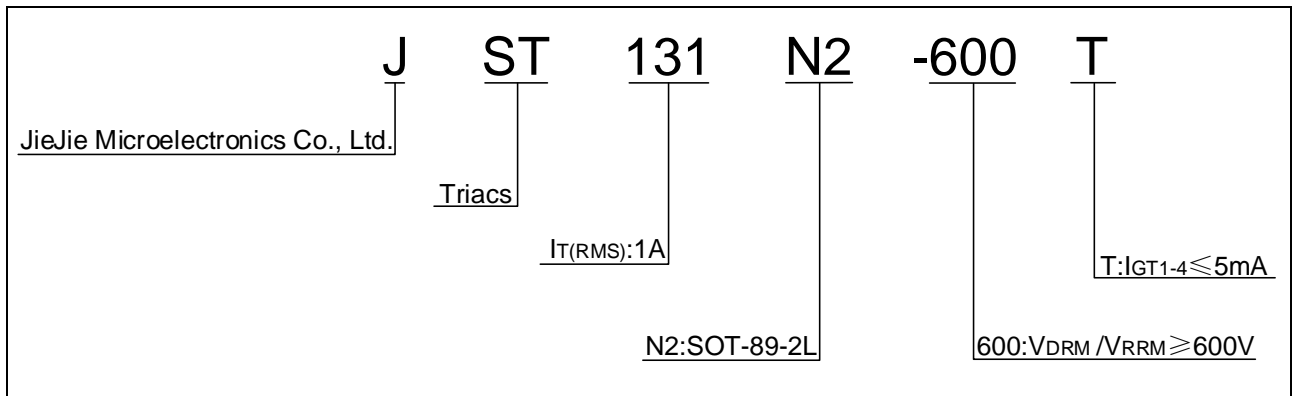 J ST 131 N2 -600 T
JieJie Microelectronics Co., Ltd.
Triacs
IT(RMS):1A
T:IGT1-4≤5mA
N2:SOT-89-2L
600:VDRM /VRRM≥600V